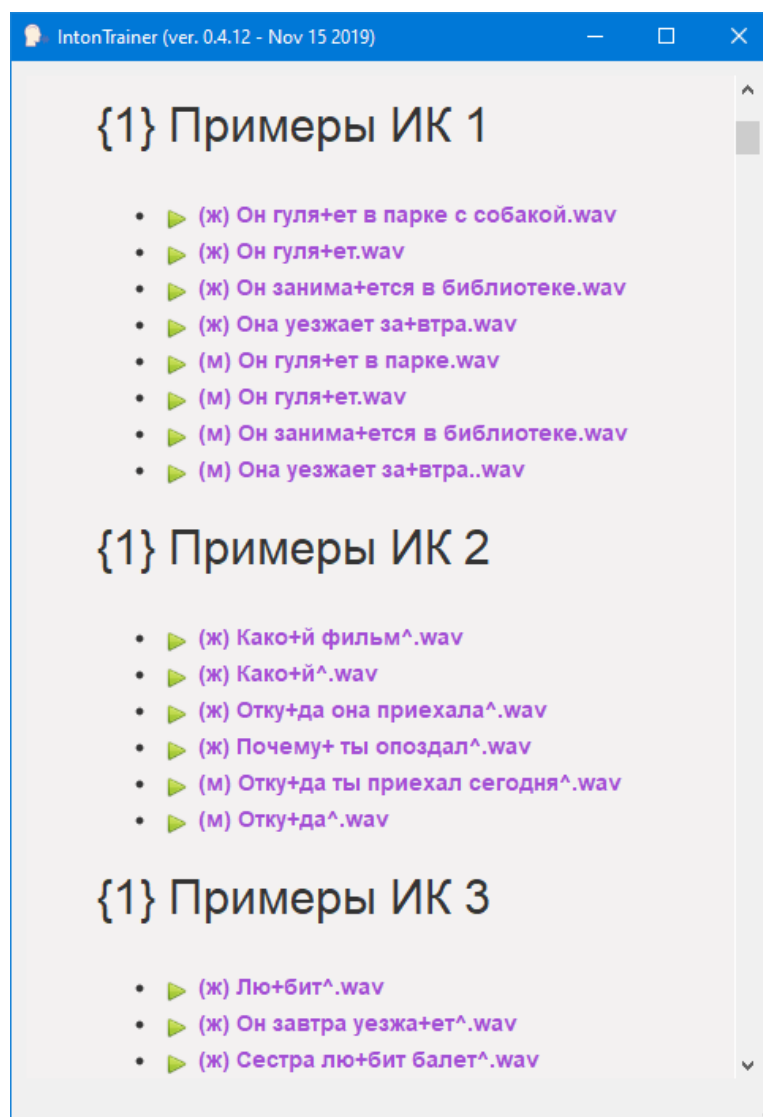 IntonTrainer (ver. 0.4.12 - Nov 15 2019)
{1} Примеры ИК 1
(ж) Он гуля+ет в парке с собакой.wav
(ж) Он гуля+ет.wav
(ж) Он занима+ется в библиотеке.wav
(ж) Она уезжает за+втра.wav
(м) Он гуля+ет в парке.wav
(м) Он гуля+ет.wav
(м) Он занима+ется в библиотеке.wav
(м) Она уезжает за+втра..wav
{1} Примеры ИК 2
(ж) Како+й фильм^.wav
(ж) Како+й^.wav
(ж) Отку+да она приехала^.wav
(ж) Почему+ ты опоздал^.wav
(м) Отку+да ты приехал сегодня^.wav
(м) Отку+да^.wav
{1} Примеры ИК 3
(ж) Лю+бит^.wav
(ж) Он завтра уезжа+ет^.wav
(ж) Сестра лю+бит балет^.wav